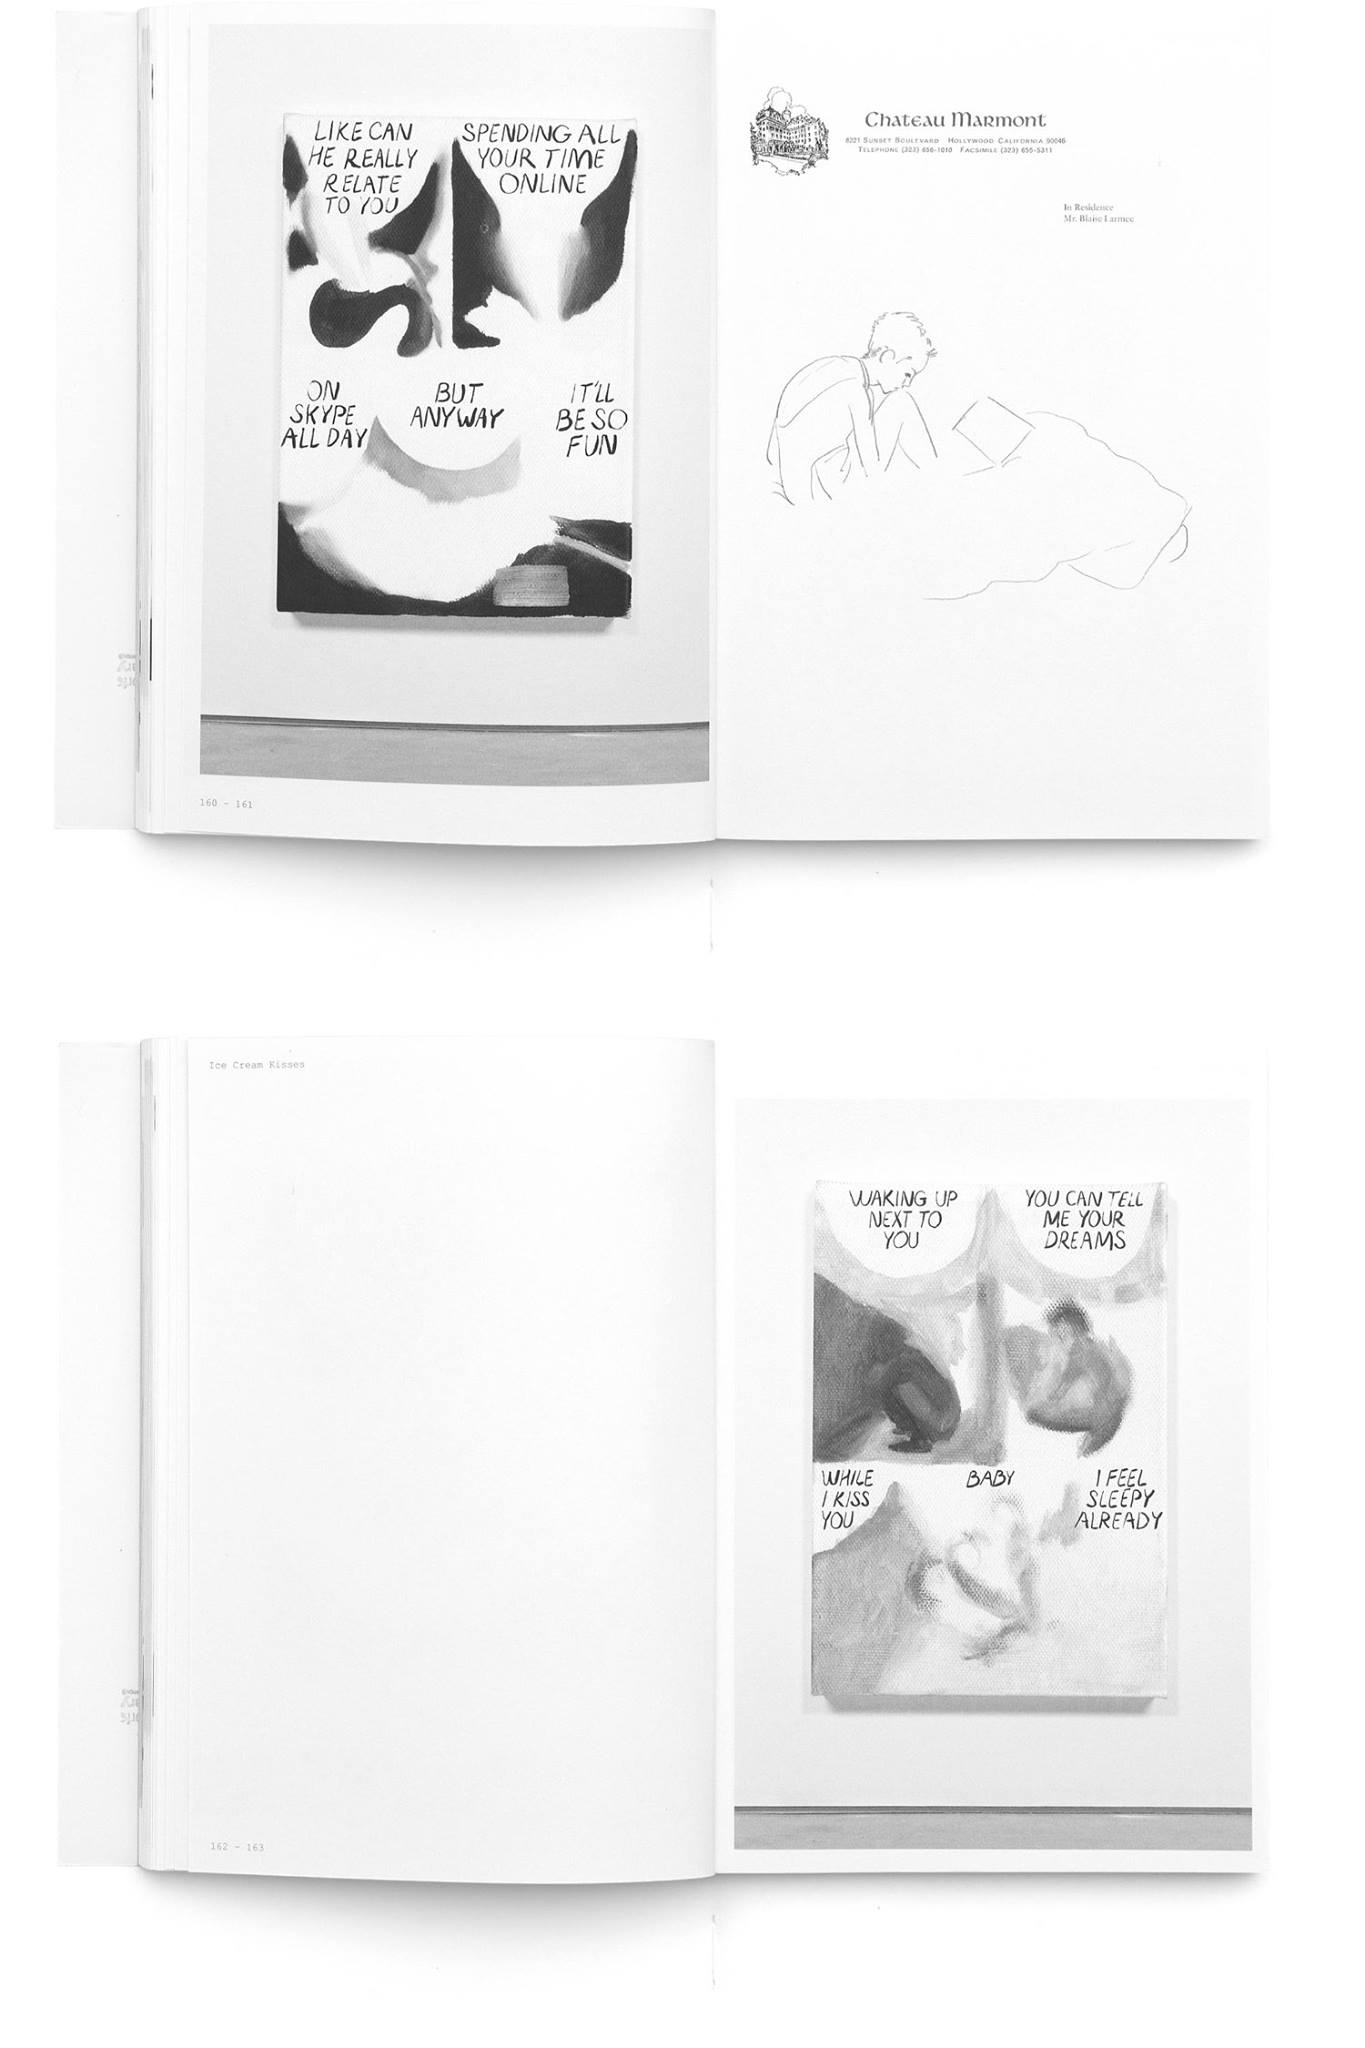 LIKE CAN
HE REALLY
RELATE
TO YOU
SPENDING ALL
YOUR TIME
ONLINE
ON
SKYPE
ALL DAY
BUT
ANYWAY
IT'LL
BE SO
FUN
160 – 161
Chateau Marmont
8221 Sunset Boulevard Hollywood California 90046
Telephone (323) 656-1010 Facsimile (323) 655-5311
In Residence
Mr. Blaise Larmee
Ice Cream Kisses
162 – 163
WAKING UP
NEXT TO
YOU
YOU CAN TELL
ME YOUR
DREAMS
WHILE
I KISS
YOU
BABY
I FEEL
SLEEPY
ALREADY